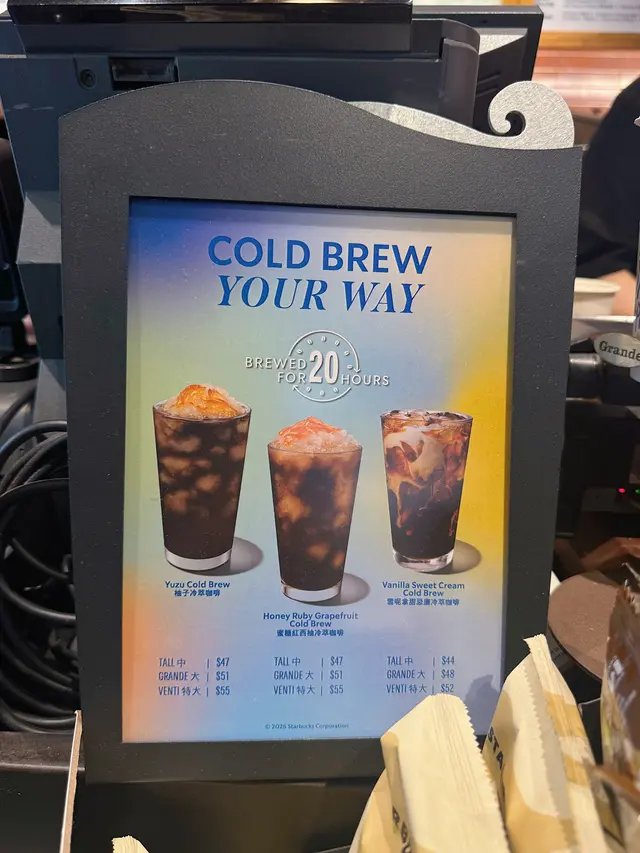 COLD BREW
YOUR WAY
BREWED
FOR 20 HOURS
Yuzu Cold Brew
柚子冷萃咖啡
Honey Ruby Grapefruit
Cold Brew
蜜糖紅西柚冷萃咖啡
Vanilla Sweet Cream
Cold Brew
雲呢拿甜忌廉冷萃咖啡
TALL 中 | $47
GRANDE 大 | $51
VENTI 特大 | $55
TALL 中 | $47
GRANDE 大 | $51
VENTI 特大 | $55
TALL 中 | $44
GRANDE 大 | $48
VENTI 特大 | $52
© 2025 Starbucks Corporation
Grande